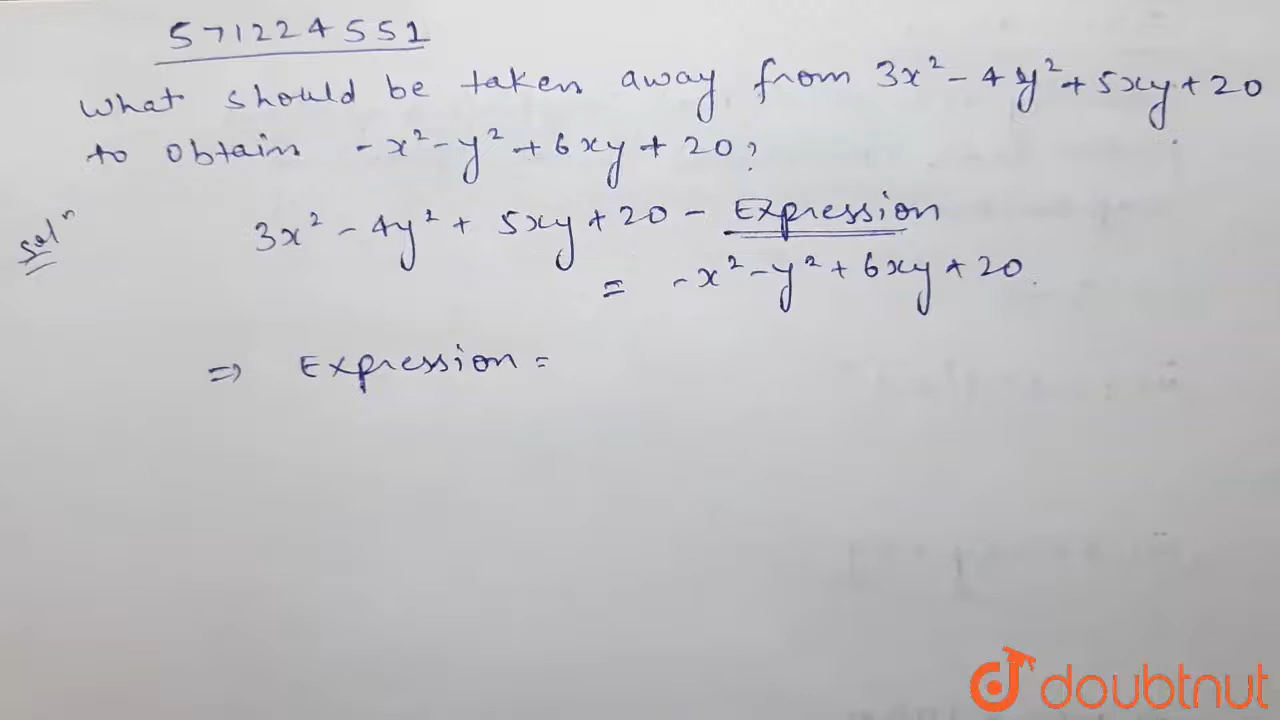 571224551
What should be taken away from 3x² - 4y² + 5xy + 20
to obtain - x² - y² + 6xy + 20?
Solⁿ
3x² - 4y² + 5xy + 20 - Expression
= - x² - y² + 6xy + 20.
⇒ Expression =
doubtnut